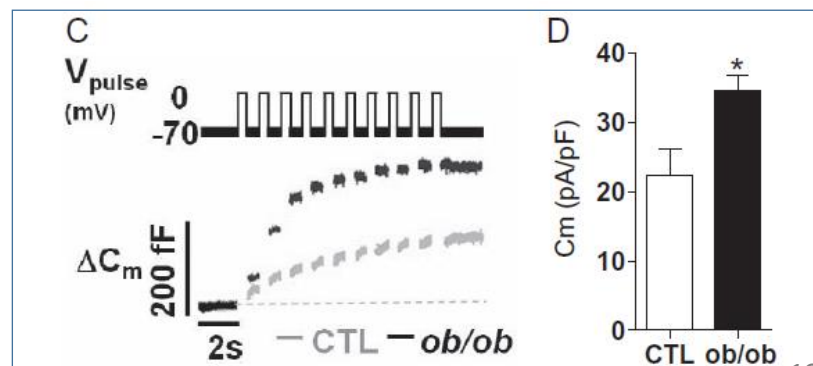 C
V pulse
(mV)
0
-70
ΔCm
200 fF
2s
CTL
ob/ob
D
*
Cm (pA/pF)
40
30
20
10
0
CTL
ob/ob